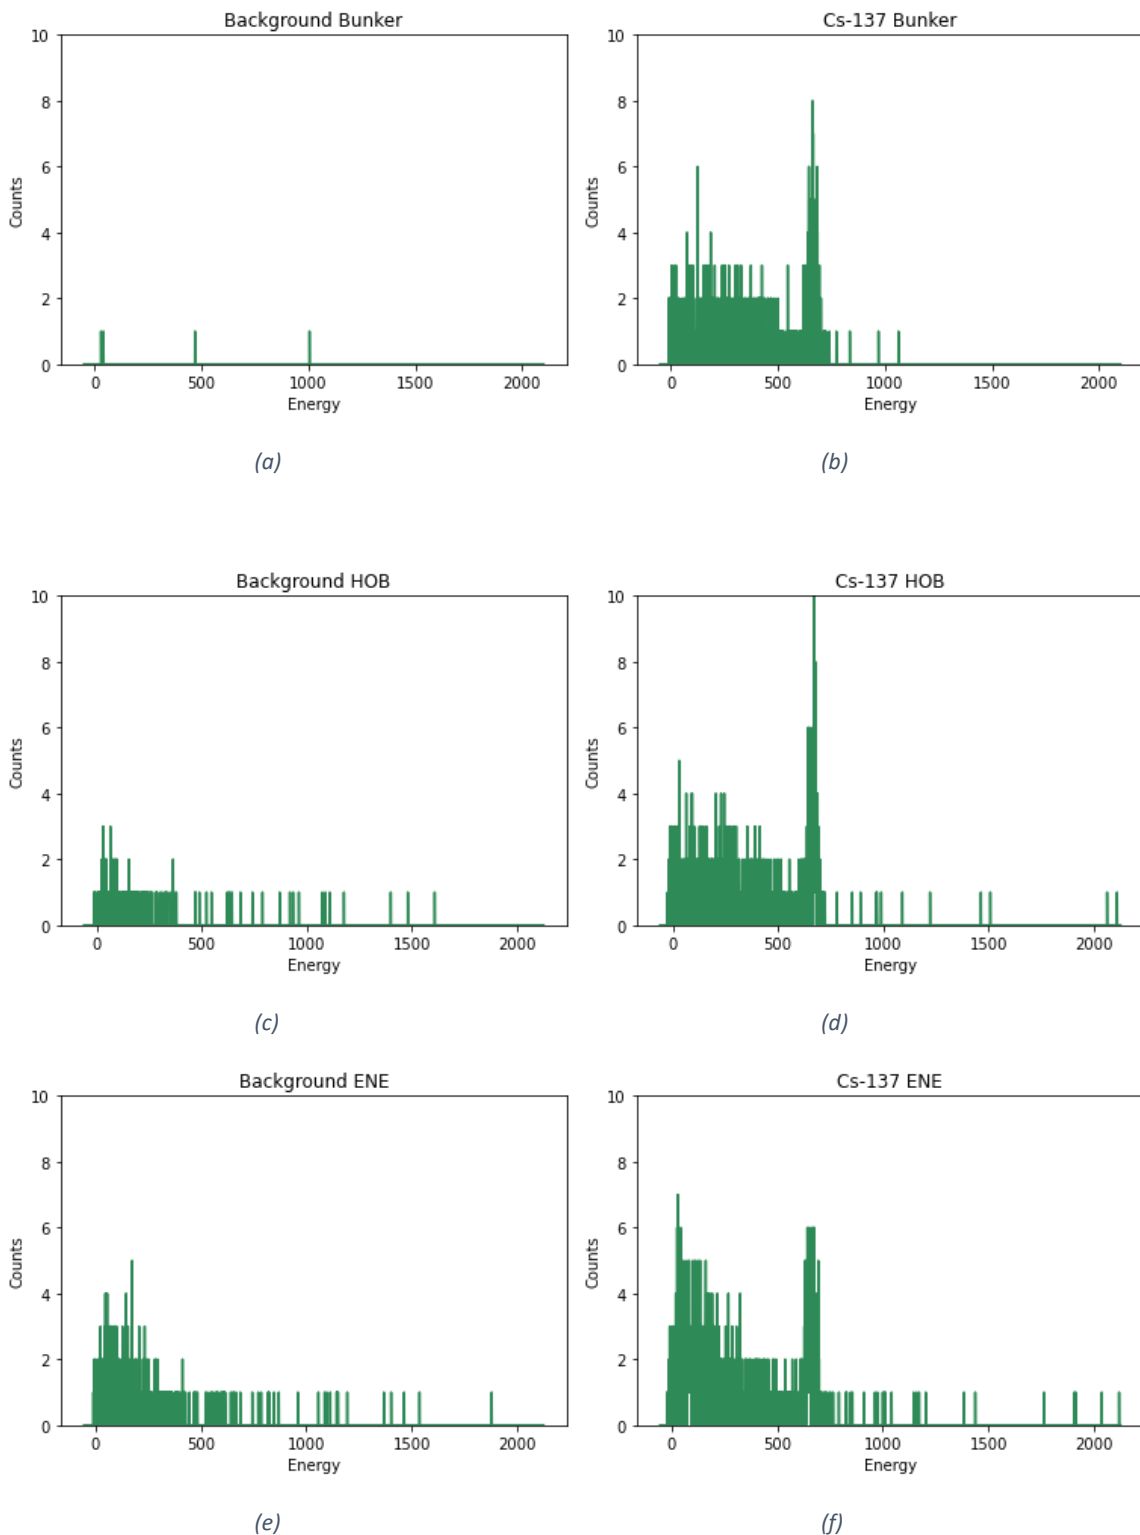 Background Bunker
10
8
6
4
2
0
Counts
0 500 1000 1500 2000
Energy
(a)
Cs-137 Bunker
10
8
6
4
2
0
Counts
0 500 1000 1500 2000
Energy
(b)
Background HOB
10
8
6
4
2
0
Counts
0 500 1000 1500 2000
Energy
(c)
Cs-137 HOB
10
8
6
4
2
0
Counts
0 500 1000 1500 2000
Energy
(d)
Background ENE
10
8
6
4
2
0
Counts
0 500 1000 1500 2000
Energy
(e)
Cs-137 ENE
10
8
6
4
2
0
Counts
0 500 1000 1500 2000
Energy
(f)